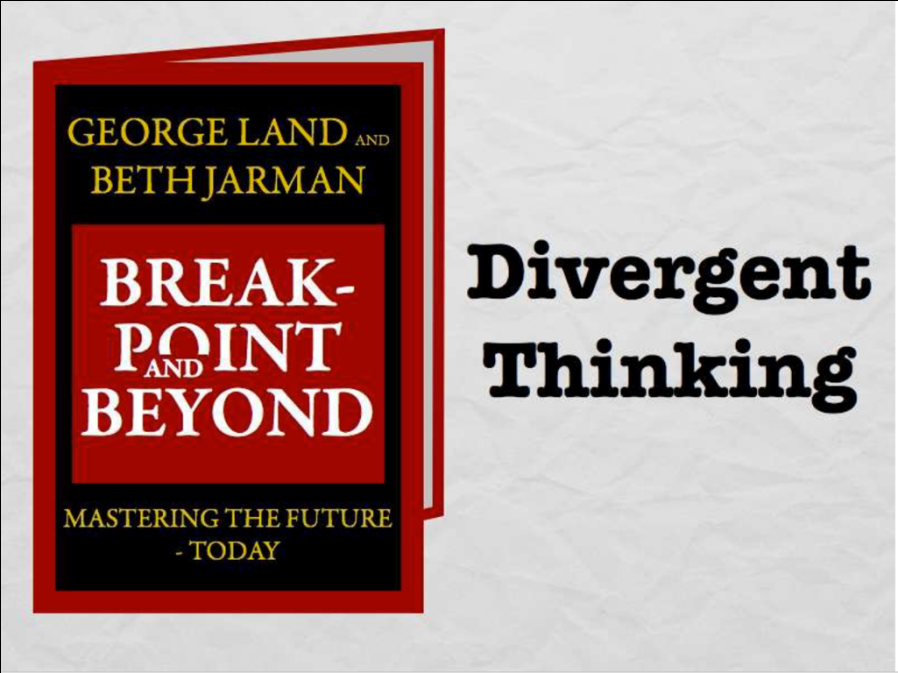 GEORGE LAND AND
BETH JARMAN
BREAK-
POINT
AND
BEYOND
MASTERING THE FUTURE
- TODAY
Divergent
Thinking